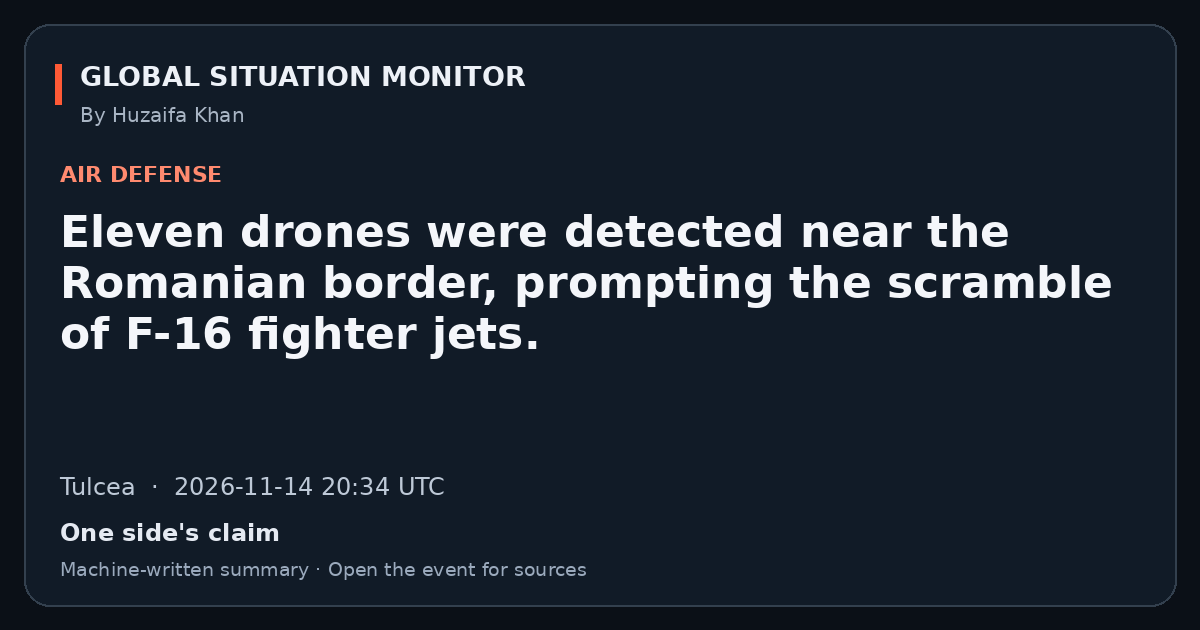 GLOBAL SITUATION MONITOR
By Huzaifa Khan
AIR DEFENSE
Eleven drones were detected near the
Romanian border, prompting the scramble
of F-16 fighter jets.
Tulcea · 2026-11-14 20:34 UTC
One side's claim
Machine-written summary · Open the event for sources